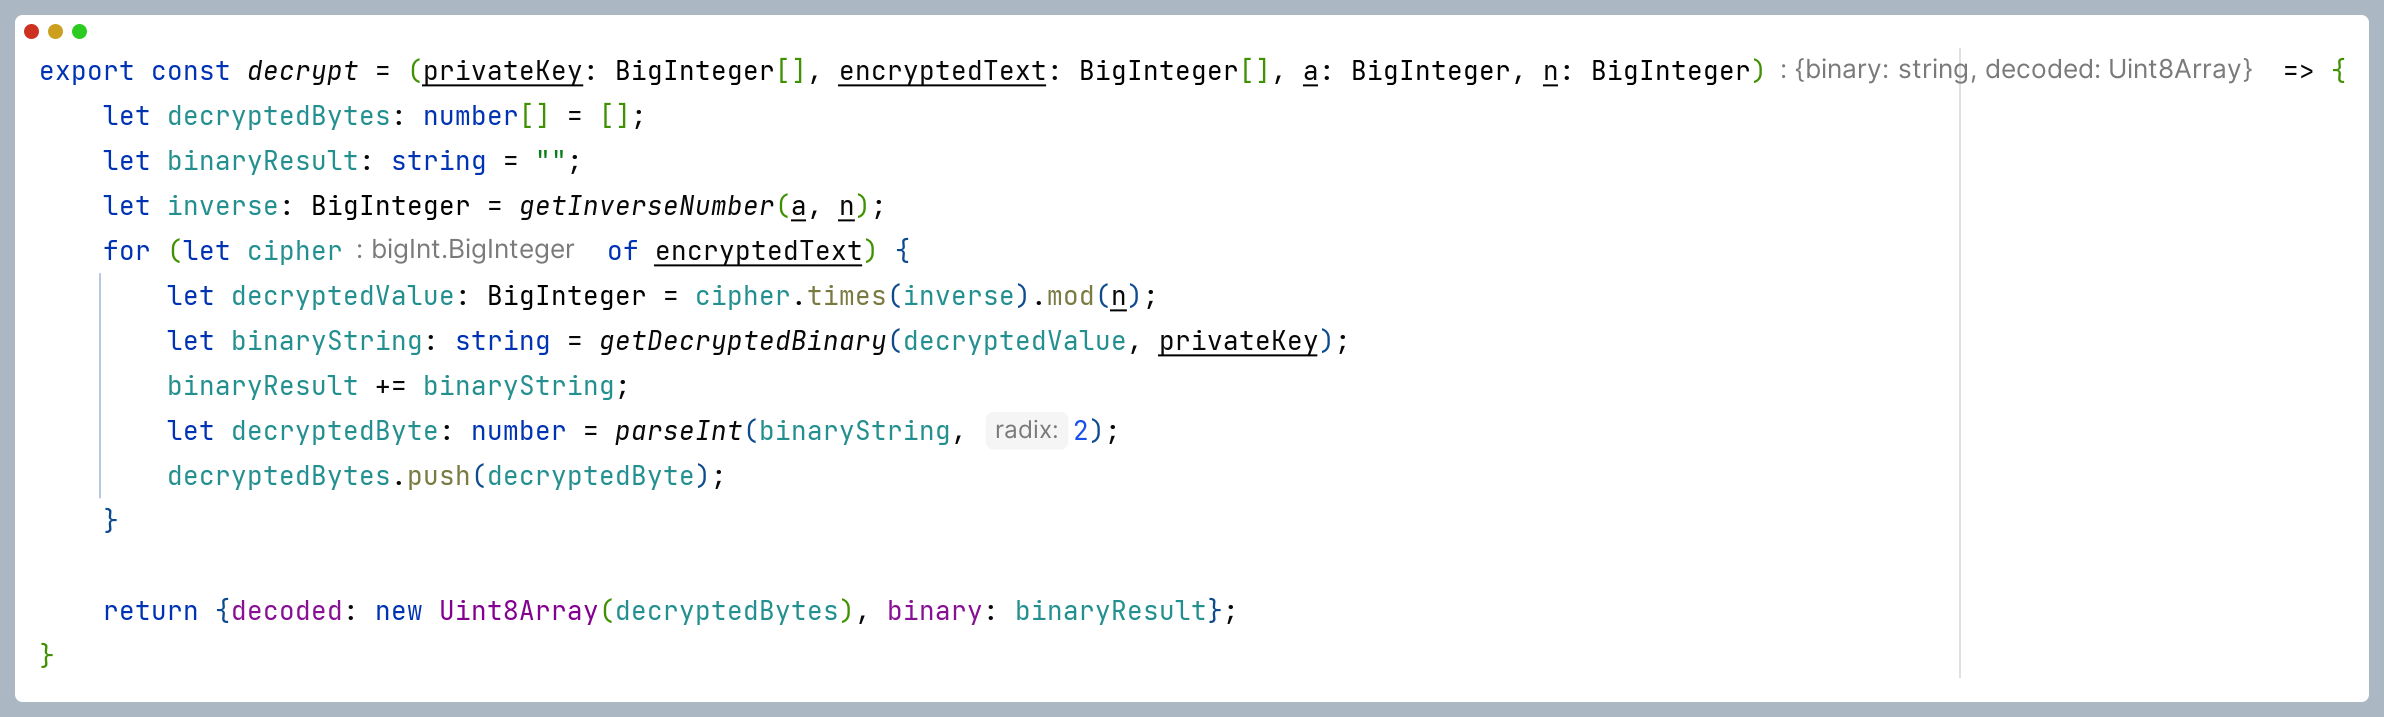 export const decrypt = (privateKey: BigInteger[], encryptedText: BigInteger[], a: BigInteger, n: BigInteger) : {binary: string, decoded: Uint8Array} => {
    let decryptedBytes: number[] = [];
    let binaryResult: string = "";
    let inverse: BigInteger = getInverseNumber(a, n);
    for (let cipher : bigInt.BigInteger of encryptedText) {
        let decryptedValue: BigInteger = cipher.times(inverse).mod(n);
        let binaryString: string = getDecryptedBinary(decryptedValue, privateKey);
        binaryResult += binaryString;
        let decryptedByte: number = parseInt(binaryString, radix: 2);
        decryptedBytes.push(decryptedByte);
    }

    return {decoded: new Uint8Array(decryptedBytes), binary: binaryResult};
}